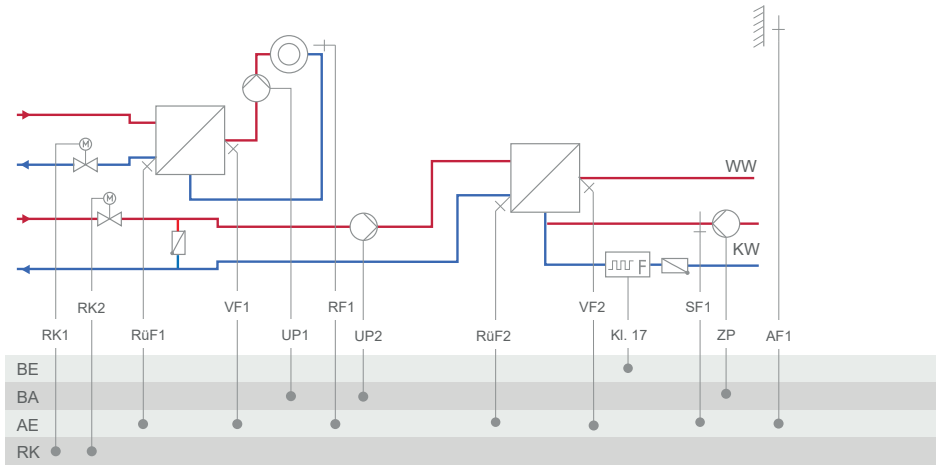 M
M
WW
F
KW
RK2
VF1
RF1
VF2
SF1
RK1
RüF1
UP1
UP2
RüF2
Kl. 17
ZP
AF1
BE
BA
AE
RK